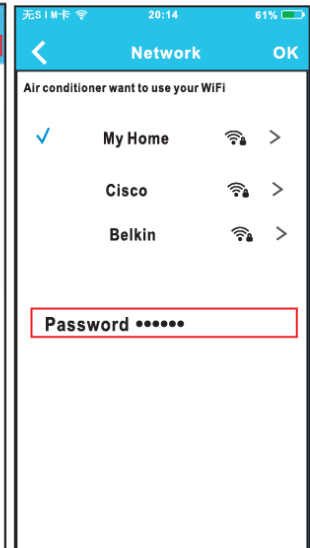 无SIM卡 20:14 61%
Network OK
Air conditioner want to use your WiFi
My Home
Cisco
Belkin
Password ••••••